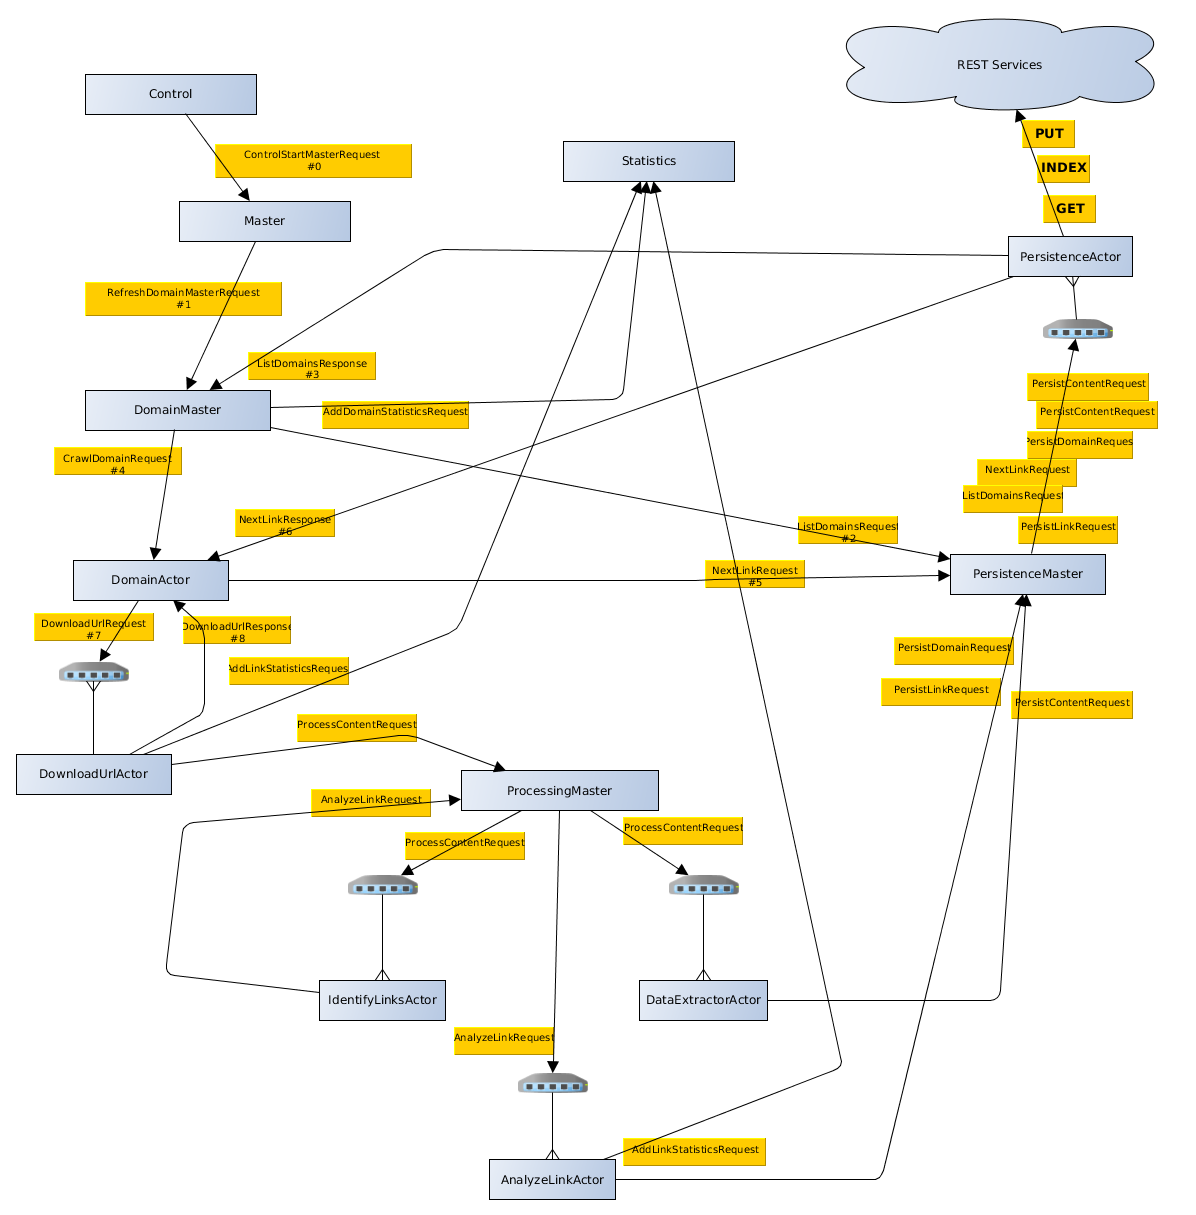 REST Services
Control
PUT
ControlStartMasterRequest
#0
Statistics
INDEX
GET
Master
PersistenceActor
RefreshDomainMasterRequest
#1
ListDomainsResponse
#3
PersistContentRequest
DomainMaster
AddDomainStatisticsRequest
PersistContentRequest
PersistDomainReques
CrawlDomainRequest
#4
NextLinkRequest
ListDomainsRequest
NextLinkResponse
#6
ListDomainsRequest
#2
PersistLinkRequest
DomainActor
NextLinkRequest
#5
PersistenceMaster
DownloadUrlRequest
#7
DownloadUrlResponse
#8
PersistDomainRequest
AddLinkStatisticsReques
PersistLinkRequest
PersistContentRequest
ProcessContentRequest
DownloadUrlActor
ProcessingMaster
AnalyzeLinkRequest
ProcessContentRequest
ProcessContentRequest
IdentifyLinksActor
DataExtractorActor
AnalyzeLinkRequest
AddLinkStatisticsRequest
AnalyzeLinkActor